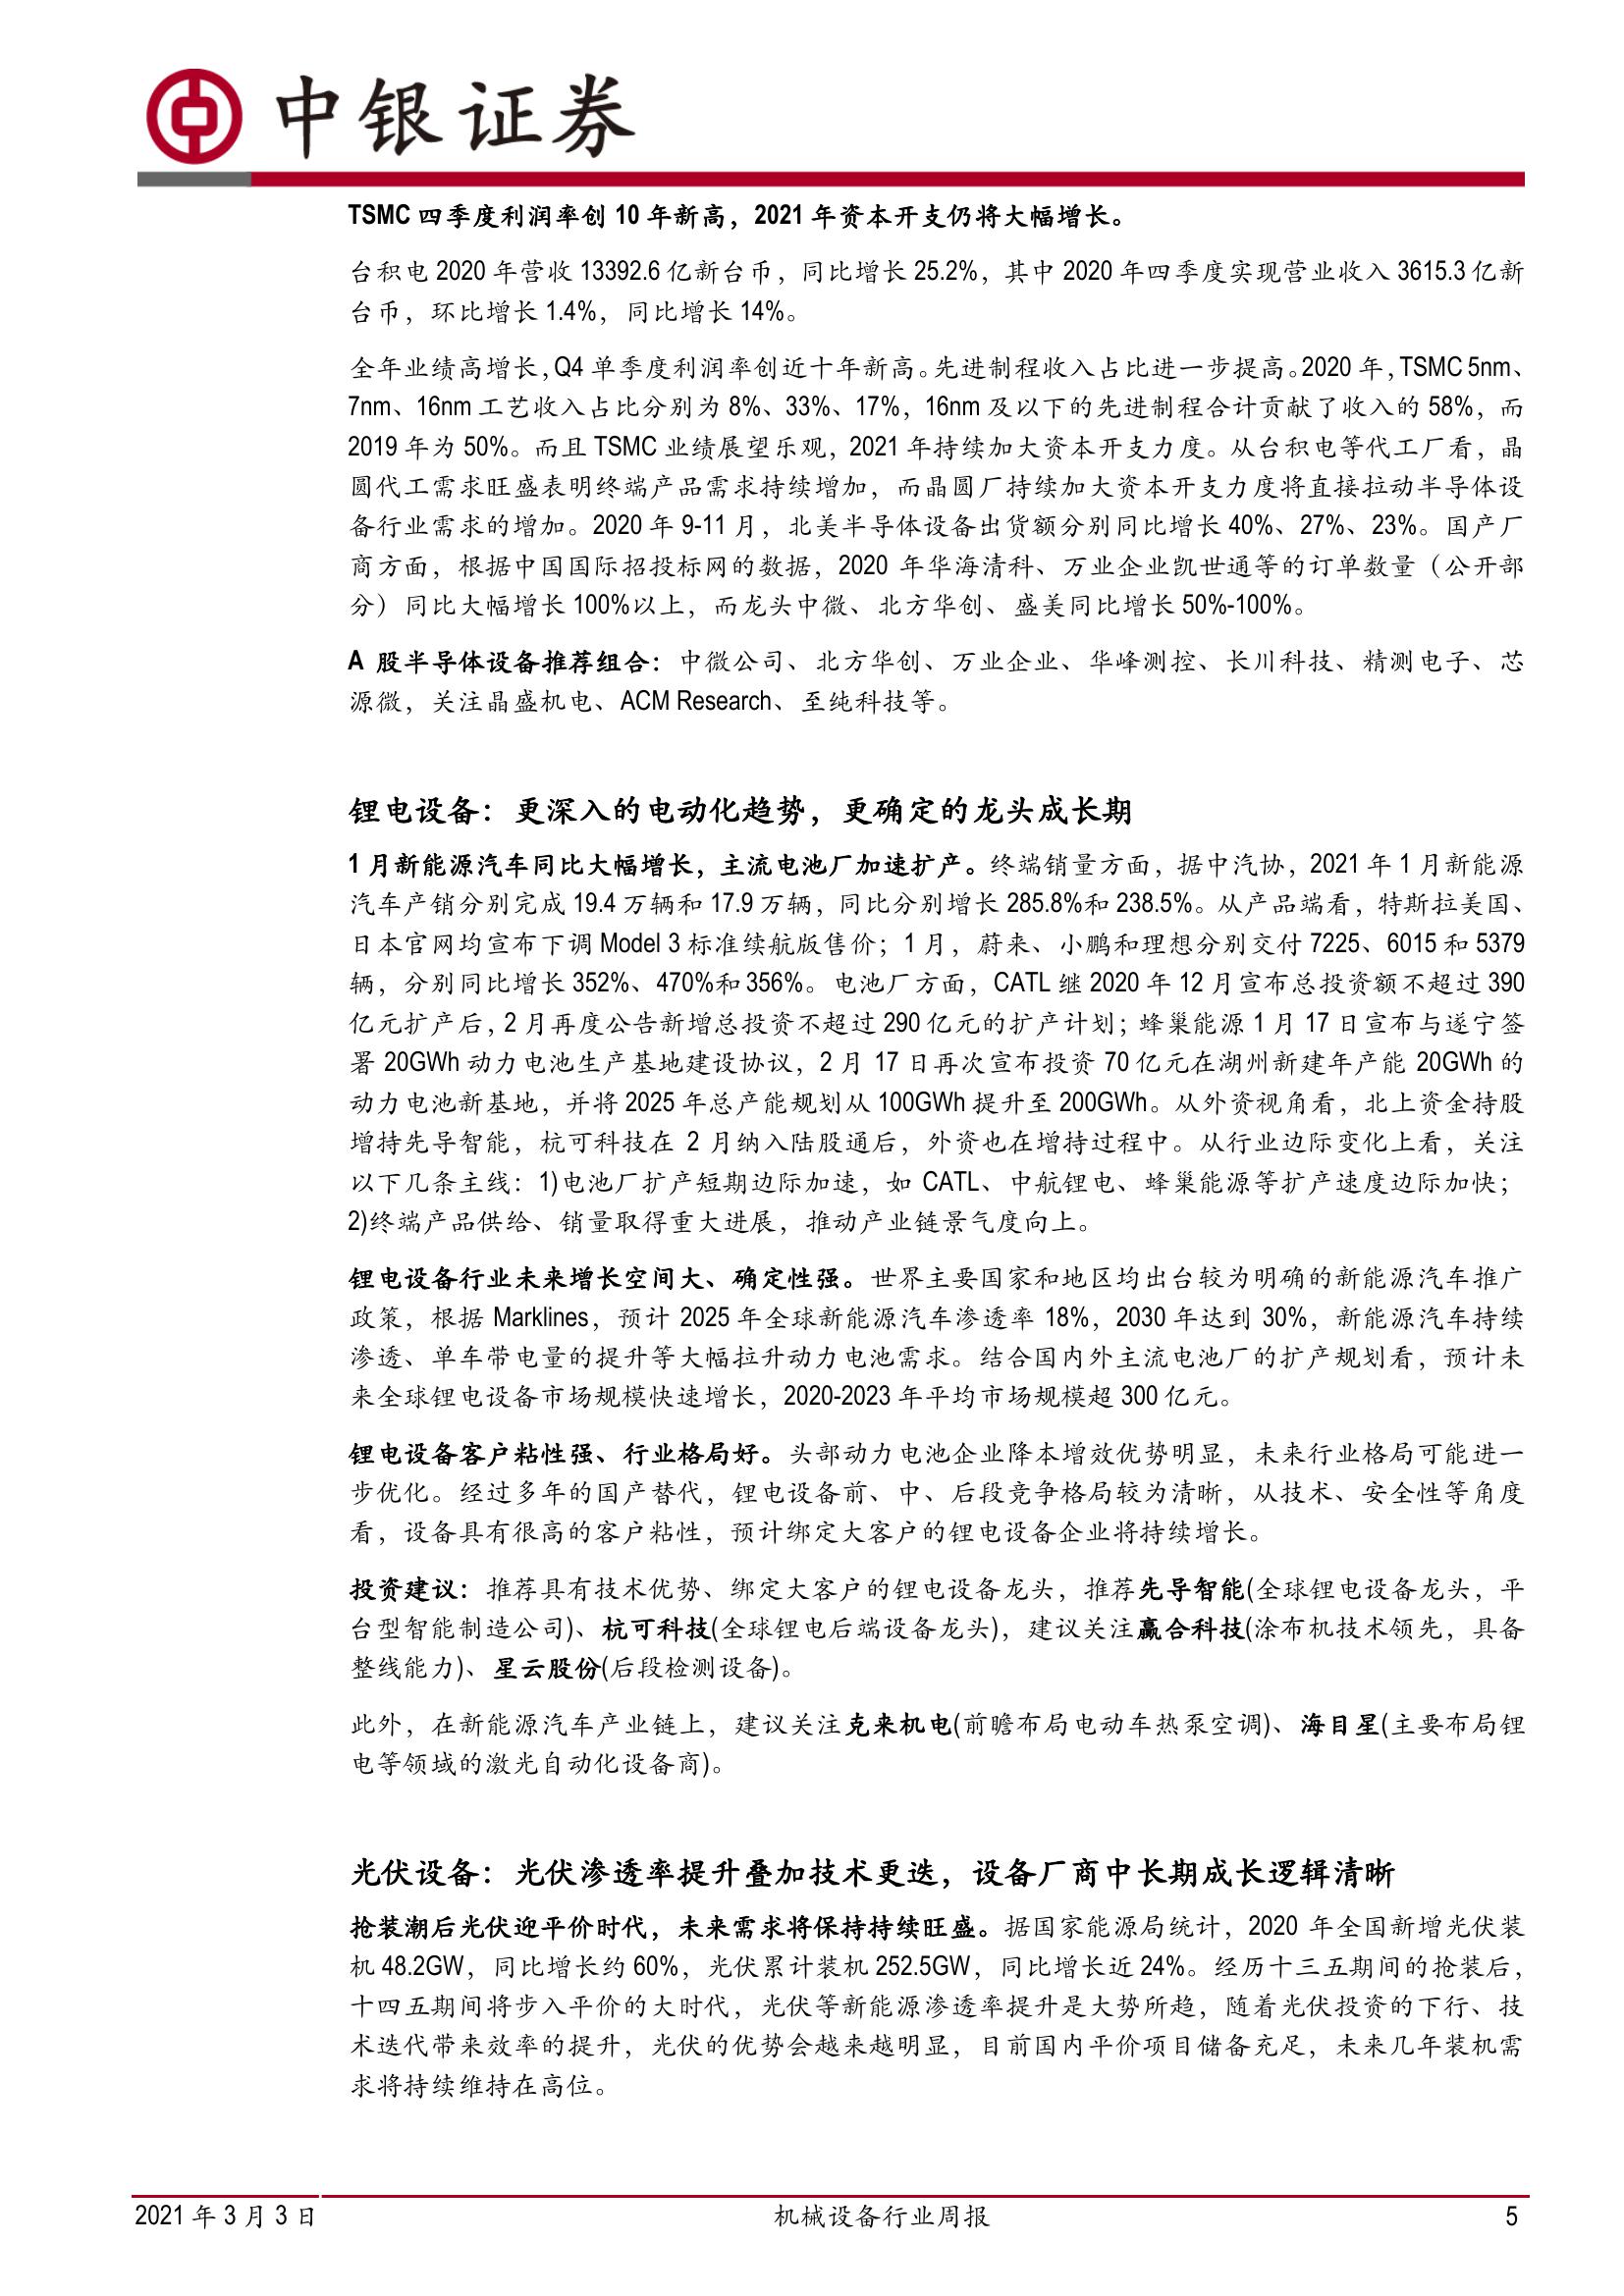 中银证券
TSMC 四季度利润率创 10 年新高，2021 年资本开支仍将大幅增长。
台积电 2020 年营收 13392.6 亿新台币，同比增长 25.2%，其中 2020 年四季度实现营业收入 3615.3 亿新
台币，环比增长 1.4%，同比增长 14%。
全年业绩高增长，Q4 单季度利润率创近十年新高。先进制程收入占比进一步提高。2020 年，TSMC 5nm、
7nm、16nm 工艺收入占比分别为 8%、33%、17%，16nm 及以下的先进制程合计贡献了收入的 58%，而
2019 年为 50%。而且 TSMC 业绩展望乐观，2021 年持续加大资本开支力度。从台积电等代工厂看，晶
圆代工需求旺盛表明终端产品需求持续增加，而晶圆厂持续加大资本开支力度将直接拉动半导体设
备行业需求的增加。2020 年 9-11 月，北美半导体设备出货额分别同比增长 40%、27%、23%。国产厂
商方面，根据中国国际招投标网的数据，2020 年华海清科、万业企业凯世通等的订单数量（公开部
分）同比大幅增长 100%以上，而龙头中微、北方华创、盛美同比增长 50%-100%。
A 股半导体设备推荐组合：中微公司、北方华创、万业企业、华峰测控、长川科技、精测电子、芯
源微，关注晶盛机电、ACM Research、至纯科技等。
锂电设备：更深入的电动化趋势，更确定的龙头成长期
1 月新能源汽车同比大幅增长，主流电池厂加速扩产。终端销量方面，据中汽协，2021 年 1 月新能源
汽车产销分别完成 19.4 万辆和 17.9 万辆，同比分别增长 285.8%和 238.5%。从产品端看，特斯拉美国、
日本官网均宣布下调 Model 3 标准续航版售价；1 月，蔚来、小鹏和理想分别交付 7225、6015 和 5379
辆，分别同比增长 352%、470%和 356%。电池厂方面，CATL 继 2020 年 12 月宣布总投资额不超过 390
亿元扩产后，2 月再度公告新增总投资不超过 290 亿元的扩产计划；蜂巢能源 1 月 17 日宣布与遂宁签
署 20GWh 动力电池生产基地建设协议，2 月 17 日再次宣布投资 70 亿元在湖州新建年产能 20GWh 的
动力电池新基地，并将 2025 年总产能规划从 100GWh 提升至 200GWh。从外资视角看，北上资金持股
增持先导智能，杭可科技在 2 月纳入陆股通后，外资也在增持过程中。从行业边际变化上看，关注
以下几条主线：1)电池厂扩产短期边际加速，如 CATL、中航锂电、蜂巢能源等扩产速度边际加快；
2)终端产品供给、销量取得重大进展，推动产业链景气度向上。
锂电设备行业未来增长空间大、确定性强。世界主要国家和地区均出台较为明确的新能源汽车推广
政策，根据 Marklines，预计 2025 年全球新能源汽车渗透率 18%，2030 年达到 30%，新能源汽车持续
渗透、单车带电量的提升等大幅拉升动力电池需求。结合国内外主流电池厂的扩产规划看，预计未
来全球锂电设备市场规模快速增长，2020-2023 年平均市场规模超 300 亿元。
锂电设备客户粘性强、行业格局好。头部动力电池企业降本增效优势明显，未来行业格局可能进一
步优化。经过多年的国产替代，锂电设备前、中、后段竞争格局较为清晰，从技术、安全性等角度
看，设备具有很高的客户粘性，预计绑定大客户的锂电设备企业将持续增长。
投资建议：推荐具有技术优势、绑定大客户的锂电设备龙头，推荐先导智能(全球锂电设备龙头，平
台型智能制造公司)、杭可科技(全球锂电后端设备龙头)，建议关注赢合科技(涂布机技术领先，具备
整线能力)、星云股份(后段检测设备)。
此外，在新能源汽车产业链上，建议关注克来机电(前瞻布局电动车热泵空调)、海目星(主要布局锂
电等领域的激光自动化设备商)。
光伏设备：光伏渗透率提升叠加技术更迭，设备厂商中长期成长逻辑清晰
抢装潮后光伏迎平价时代，未来需求将保持持续旺盛。据国家能源局统计，2020 年全国新增光伏装
机 48.2GW，同比增长约 60%，光伏累计装机 252.5GW，同比增长近 24%。经历十三五期间的抢装后，
十四五期间将步入平价的大时代，光伏等新能源渗透率提升是大势所趋，随着光伏投资的下行、技
术迭代带来效率的提升，光伏的优势会越来越明显，目前国内平价项目储备充足，未来几年装机需
求将持续维持在高位。
2021 年 3 月 3 日 机械设备行业周报 5